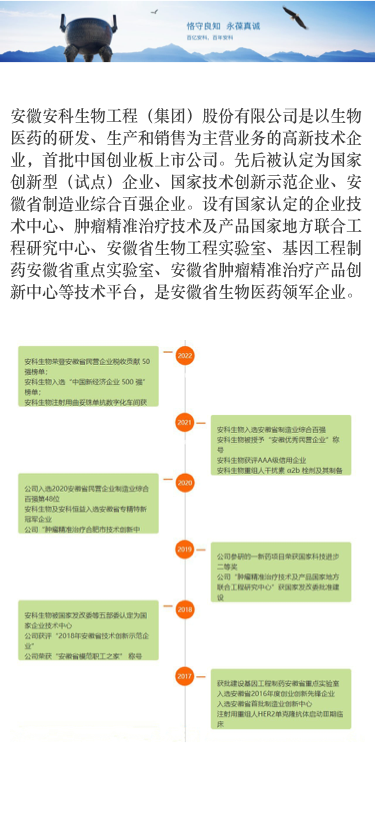 恪守良知 永葆真诚
百亿安科，百年安科
安徽安科生物工程（集团）股份有限公司是以生物
医药的研发、生产和销售为主营业务的高新技术企
业，首批中国创业板上市公司。先后被认定为国家
创新型（试点）企业、国家技术创新示范企业、安
徽省制造业综合百强企业。设有国家认定的企业技
术中心、肿瘤精准治疗技术及产品国家地方联合工
程研究中心、安徽省生物工程实验室、基因工程制
药安徽省重点实验室、安徽省肿瘤精准治疗产品创
新中心等技术平台，是安徽省生物医药领军企业。
2022
安科生物荣登安徽省民营企业税收贡献 50
强榜单；
安科生物入选“中国新经济企业 500 强”
榜单；
安科生物注射用曲妥珠单抗数字化车间获
2021
安科生物入选安徽省制造业综合百强
安科生物被授予“安徽优秀民营企业”称
号
安科生物获评AAA级信用企业
安科生物重组人干扰素 α2b 栓剂及其制备
2020
公司入选2020安徽省民营企业制造业综合
百强第48位
安科生物及安科恒益入选安徽省专精特新
冠军企业
公司“肿瘤精准治疗合肥市技术创新中
2019
公司参研的一新药项目荣获国家科技进步
二等奖
公司“肿瘤精准治疗技术及产品国家地方
联合工程研究中心”获国家发改委批准建
设
2018
安科生物被国家发改委等五部委认定为国
家企业技术中心
公司获评“2018年安徽省技术创新示范企
业”
公司荣获“安徽省模范职工之家” 称号
2017
获批建设基因工程制药安徽省重点实验室
入选安徽省2016年度创业创新先锋企业
入选安徽省首批制造业创新中心
注射用重组人HER2单克隆抗体启动III期临
床